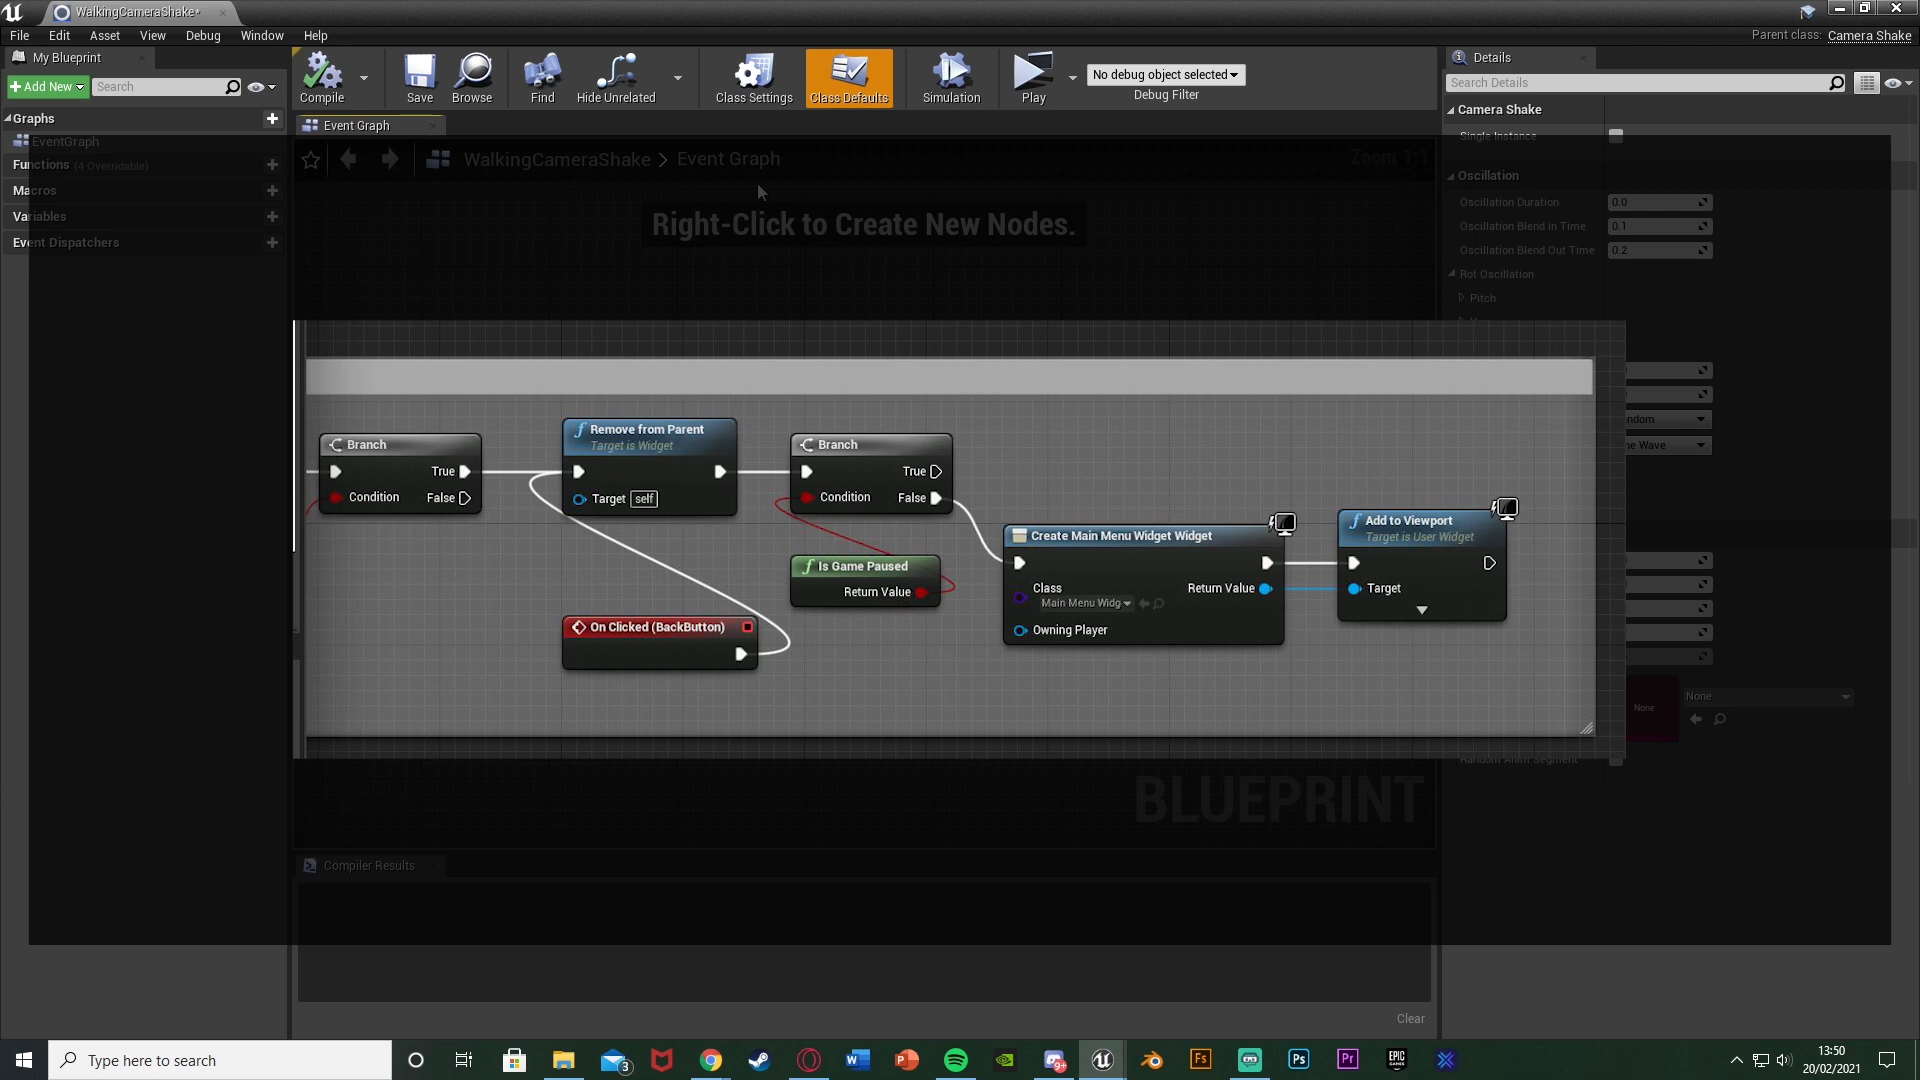 WalkingCameraShake*
File Edit Asset View Debug Window Help
Parent class: Camera Shake
My Blueprint
Add New
Search
Graphs
EventGraph
Functions (4 Overridable)
Macros
Variables
Event Dispatchers
Compile
Save
Browse
Find
Hide Unrelated
Class Settings
Class Defaults
Simulation
Play
No debug object selected
Debug Filter
Event Graph
WalkingCameraShake > Event Graph
Zoom 1:1
Right-Click to Create New Nodes.
Branch
True
Condition
False
Remove from Parent
Target is Widget
Target self
Branch
True
Condition
False
Is Game Paused
Return Value
On Clicked (BackButton)
Create Main Menu Widget Widget
Class
Main Menu Widg
Return Value
Owning Player
Add to Viewport
Target is User Widget
Target
BLUEPRINT
Compiler Results
Clear
Details
Search Details
Camera Shake
Single Instance
Oscillation
Oscillation Duration 0.0
Oscillation Blend in Time 0.1
Oscillation Blend Out Time 0.2
Rot Oscillation
Pitch
None
None
Random Anim Segment
Type here to search
3
9+
13:50
20/02/2021